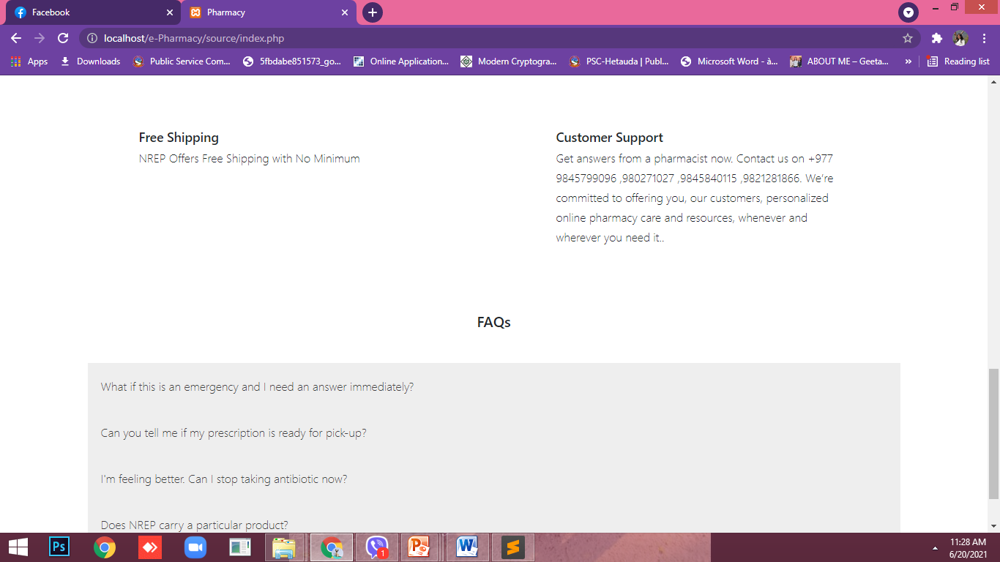 Facebook
Pharmacy
localhost/e-Pharmacy/source/index.php
Apps
Downloads
Public Service Com...
5fbdabe851573_go...
Online Application...
Modern Cryptogra...
PSC-Hetauda | Publ...
Microsoft Word - à...
ABOUT ME – Geeta...
»
Reading list
Free Shipping
NREP Offers Free Shipping with No Minimum
Customer Support
Get answers from a pharmacist now. Contact us on +977
9845799096 ,980271027 ,9845840115 ,9821281866. We're
committed to offering you, our customers, personalized
online pharmacy care and resources, whenever and
wherever you need it..
FAQs
What if this is an emergency and I need an answer immediately?
Can you tell me if my prescription is ready for pick-up?
I'm feeling better. Can I stop taking antibiotic now?
Does NREP carry a particular product?
Ps
1
P
W
11:28 AM
6/20/2021